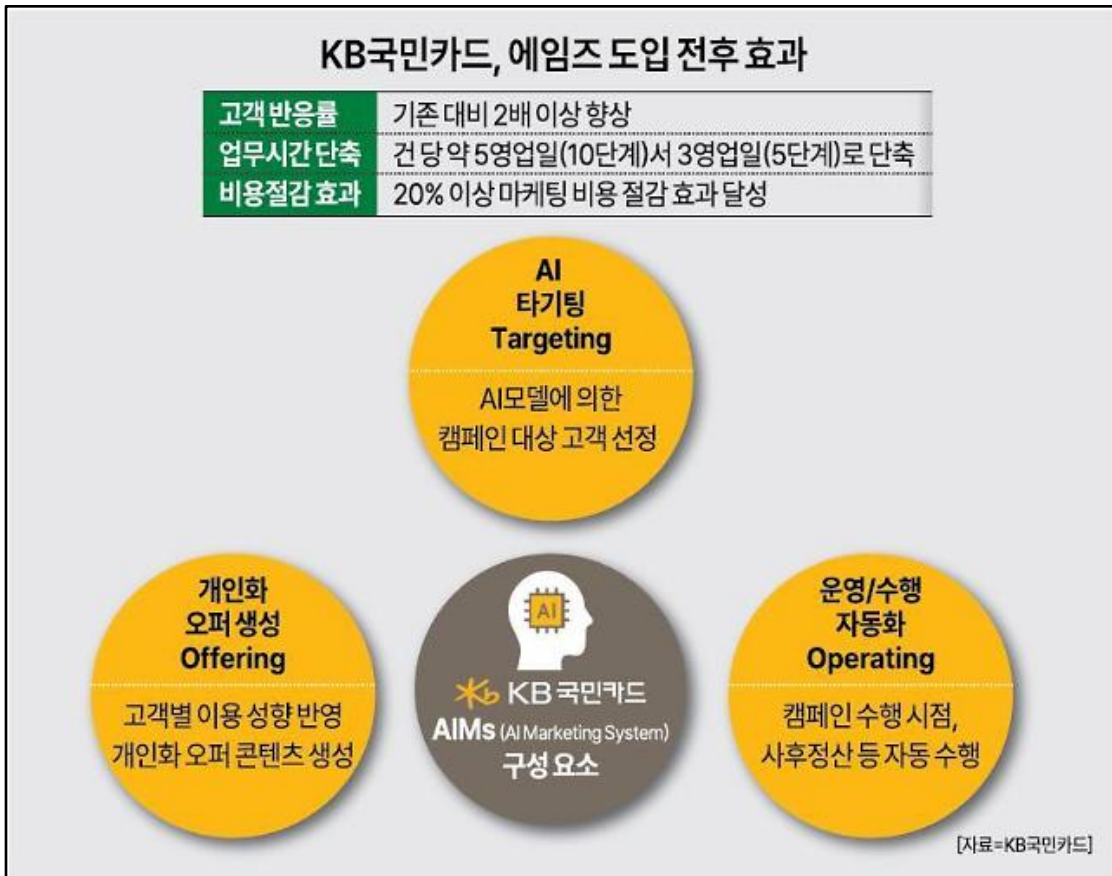 KB국민카드, 에임즈 도입 전후 효과
고객 반응률 기존 대비 2배 이상 향상
업무시간 단축 건 당 약 5영업일(10단계)서 3영업일(5단계)로 단축
비용절감 효과 20% 이상 마케팅 비용 절감 효과 달성
AI
타기팅
Targeting
AI모델에 의한
캠페인 대상 고객 선정
개인화
오퍼 생성
Offering
고객별 이용 성향 반영
개인화 오퍼 콘텐츠 생성
AI
Kb KB국민카드
AIMs (AI Marketing System)
구성 요소
운영/수행
자동화
Operating
캠페인 수행 시점,
사후정산 등 자동 수행
[자료=KB국민카드]